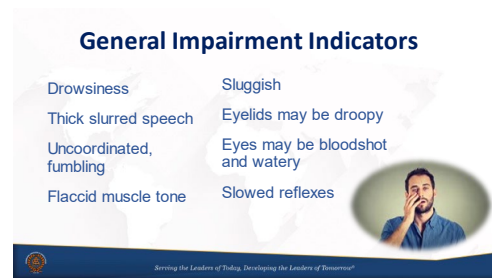 General Impairment Indicators
Drowsiness
Thick slurred speech
Uncoordinated,
fumbling
Flaccid muscle tone
Sluggish
Eyelids may be droopy
Eyes may be bloodshot
and watery
Slowed reflexes
Serving the Leaders of Today, Developing the Leaders of Tomorrow®